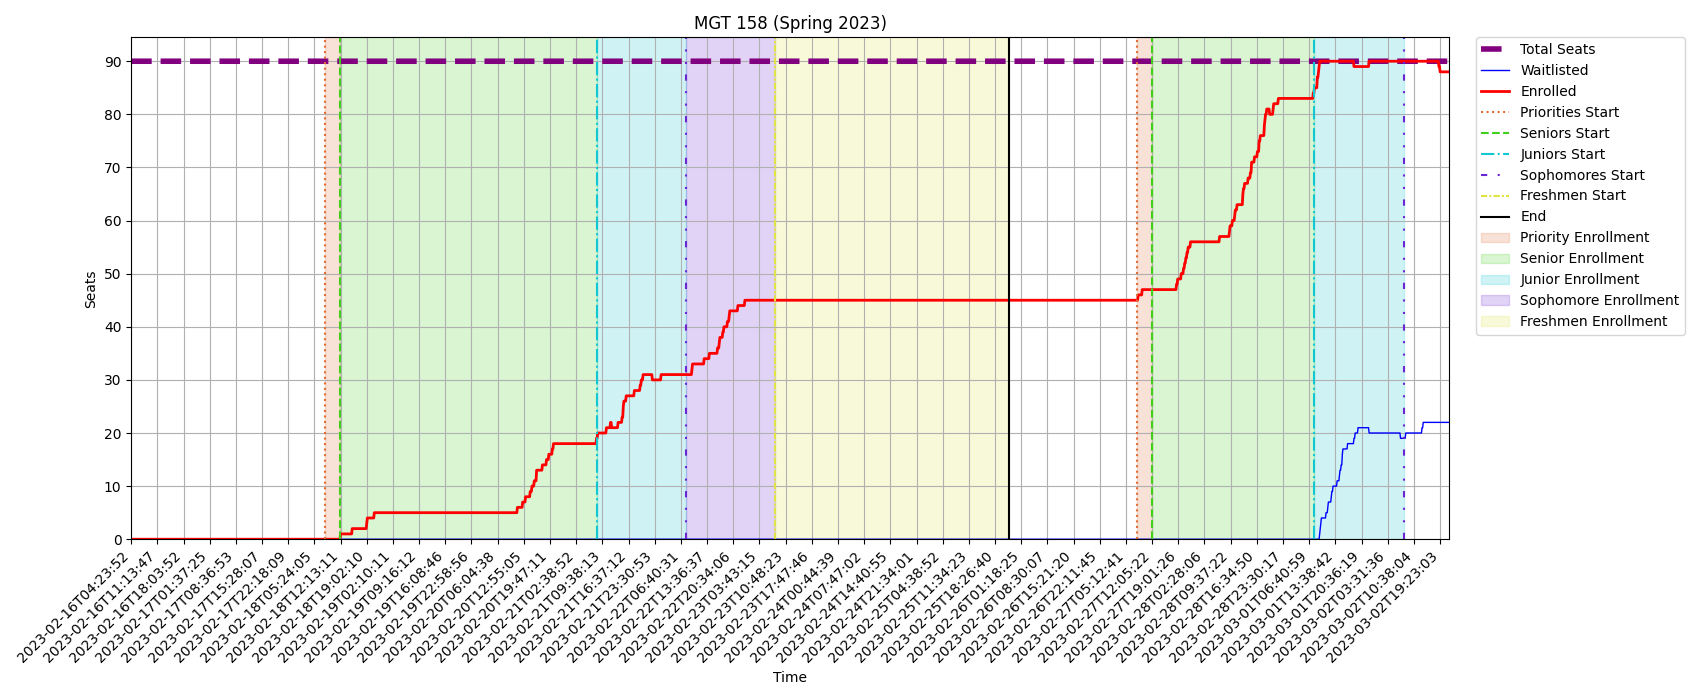 MGT 158 (Spring 2023)
Seats
90
80
70
60
50
40
30
20
10
0
2023-02-16T04:23:52
2023-02-16T11:13:47
2023-02-16T18:03:52
2023-02-17T01:37:25
2023-02-17T08:36:53
2023-02-17T15:28:07
2023-02-17T22:18:09
2023-02-18T05:24:05
2023-02-18T12:13:11
2023-02-18T19:02:10
2023-02-19T02:10:11
2023-02-19T09:16:12
2023-02-19T16:08:46
2023-02-19T22:58:56
2023-02-20T06:04:38
2023-02-20T12:55:05
2023-02-20T19:47:11
2023-02-21T02:38:52
2023-02-21T09:38:13
2023-02-21T16:37:12
2023-02-21T23:30:53
2023-02-22T06:40:31
2023-02-22T13:36:37
2023-02-22T20:34:06
2023-02-23T03:43:15
2023-02-23T10:48:23
2023-02-23T17:47:46
2023-02-24T00:44:39
2023-02-24T07:47:02
2023-02-24T14:40:55
2023-02-24T21:34:01
2023-02-25T04:38:52
2023-02-25T11:34:23
2023-02-25T18:26:40
2023-02-26T01:18:25
2023-02-26T08:30:07
2023-02-26T15:21:20
2023-02-26T22:11:45
2023-02-27T05:12:41
2023-02-27T12:05:22
2023-02-27T19:01:26
2023-02-28T02:28:06
2023-02-28T09:37:22
2023-02-28T16:34:50
2023-02-28T23:30:17
2023-03-01T06:40:59
2023-03-01T13:38:42
2023-03-01T20:36:19
2023-03-02T03:31:36
2023-03-02T10:38:04
2023-03-02T19:23:03
Time
Total Seats
Waitlisted
Enrolled
Priorities Start
Seniors Start
Juniors Start
Sophomores Start
Freshmen Start
End
Priority Enrollment
Senior Enrollment
Junior Enrollment
Sophomore Enrollment
Freshmen Enrollment